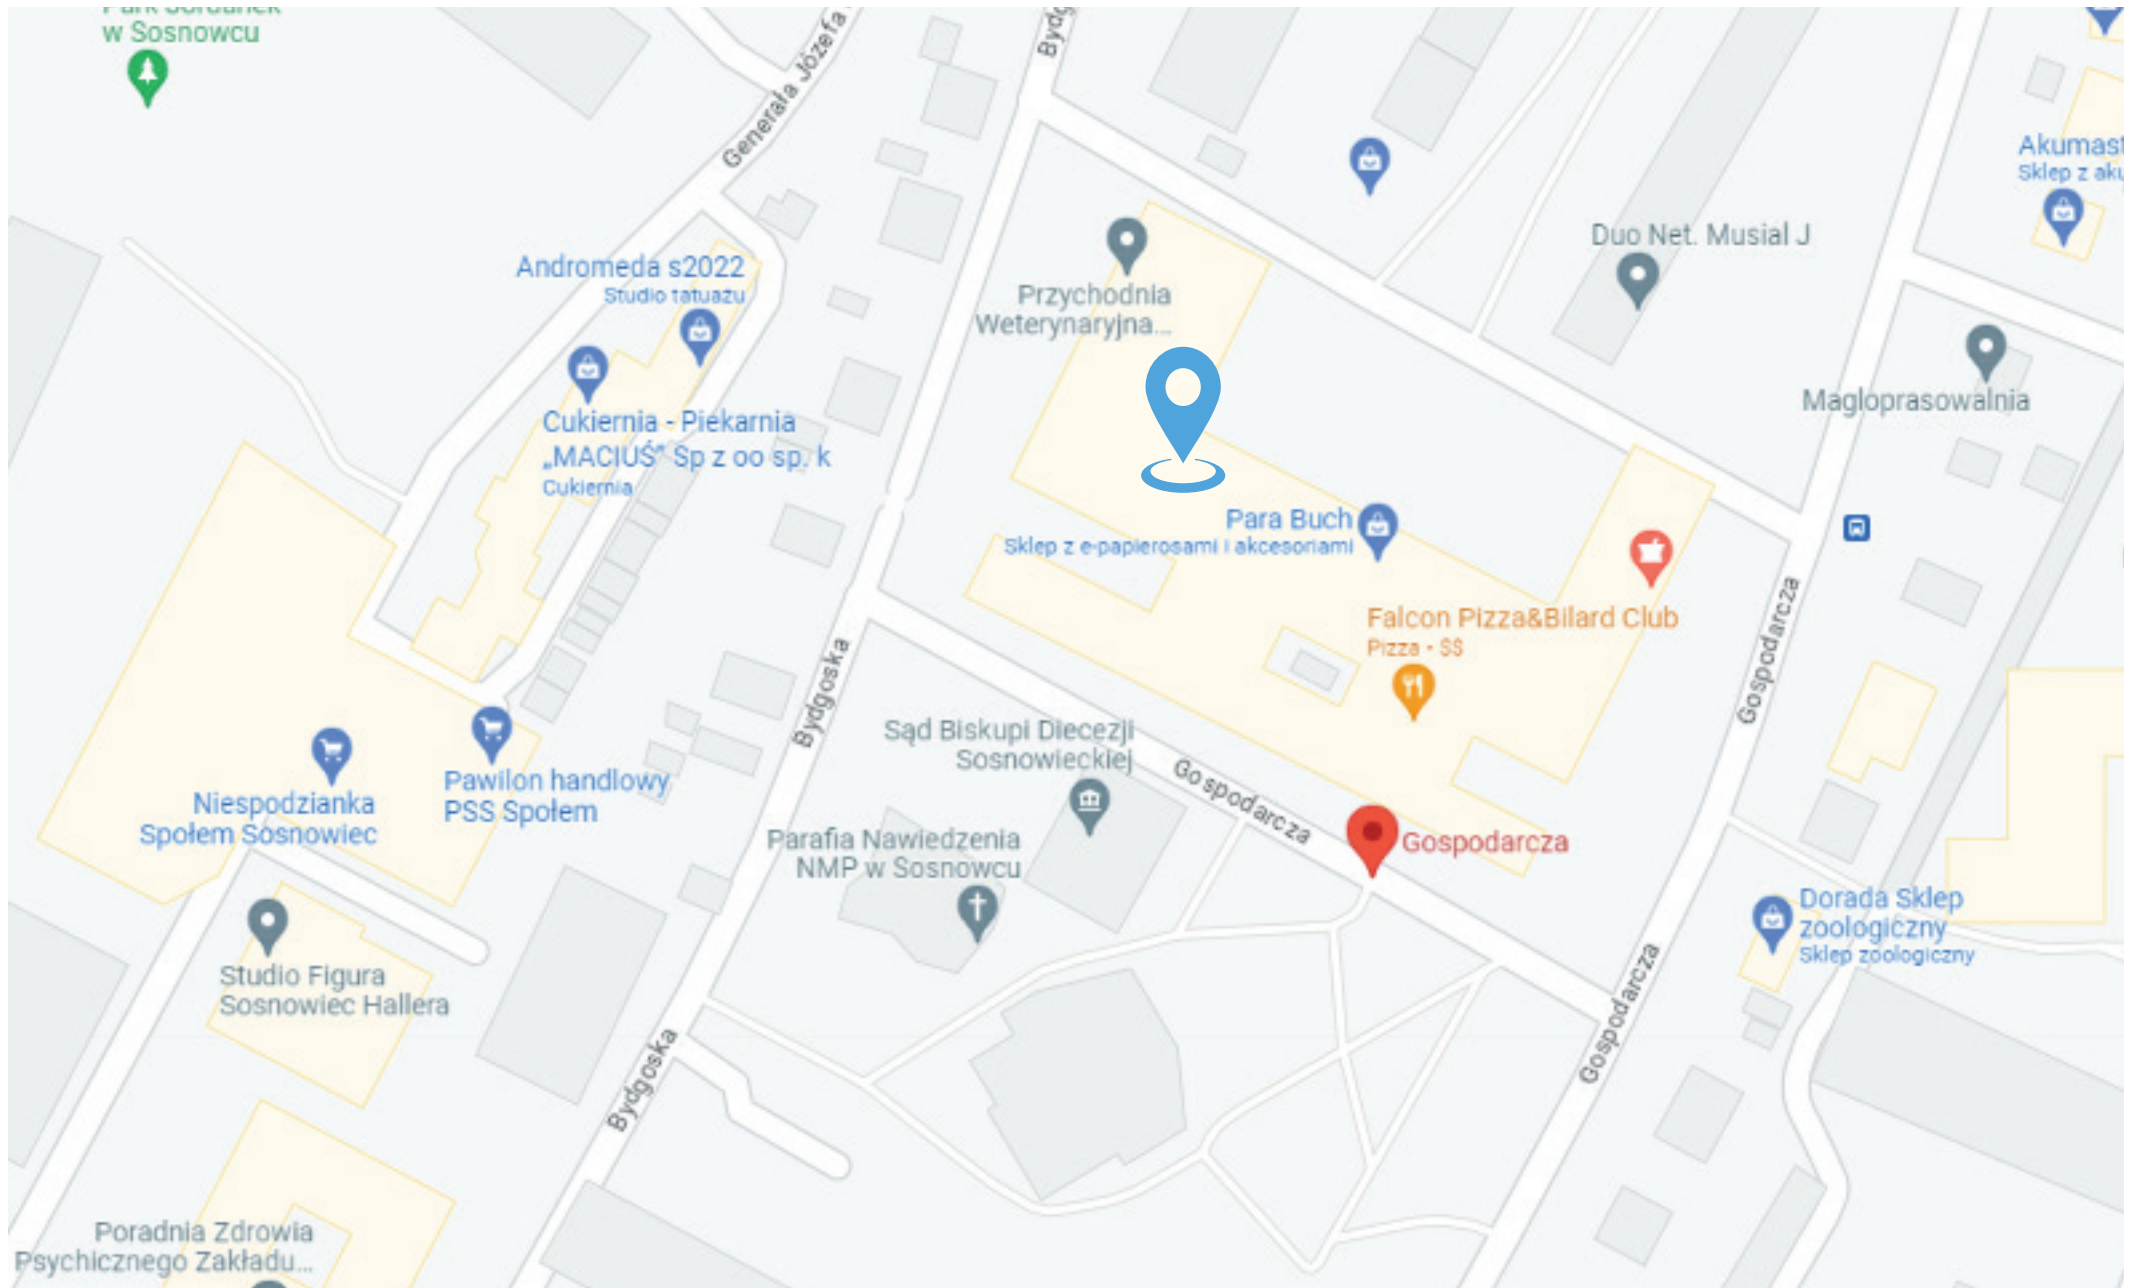 w Sosnowcu
Generała Józefa
Andromeda s2022
Studio tatuażu
Cukiernia - Piekarnia
„MACIUŚ" Sp z oo sp. k
Cukiernia
Przychodnia
Weterynaryjna...
Duo Net. Musial J
Sklep z
Magloprasowalnia
Para Buch
Sklep z e-papierosami i akcesoriami
Falcon Pizza&Bilard Club
Pizza • $$
Gospodarcza
Bydgoska
Sąd Biskupi Diecezji
Sosnowieckiej
Gospodarcza
Pawilon handlowy
PSS Społem
Niespodzianka
Społem Sosnowiec
Parafia Nawiedzenia
NMP w Sosnowcu
Gospodarcza
Dorada Sklep
zoologiczny
Sklep zoologiczny
Studio Figura
Sosnowiec Hallera
Gospodarcza
Bydgoska
Poradnia Zdrowia
Psychicznego Zakładu...